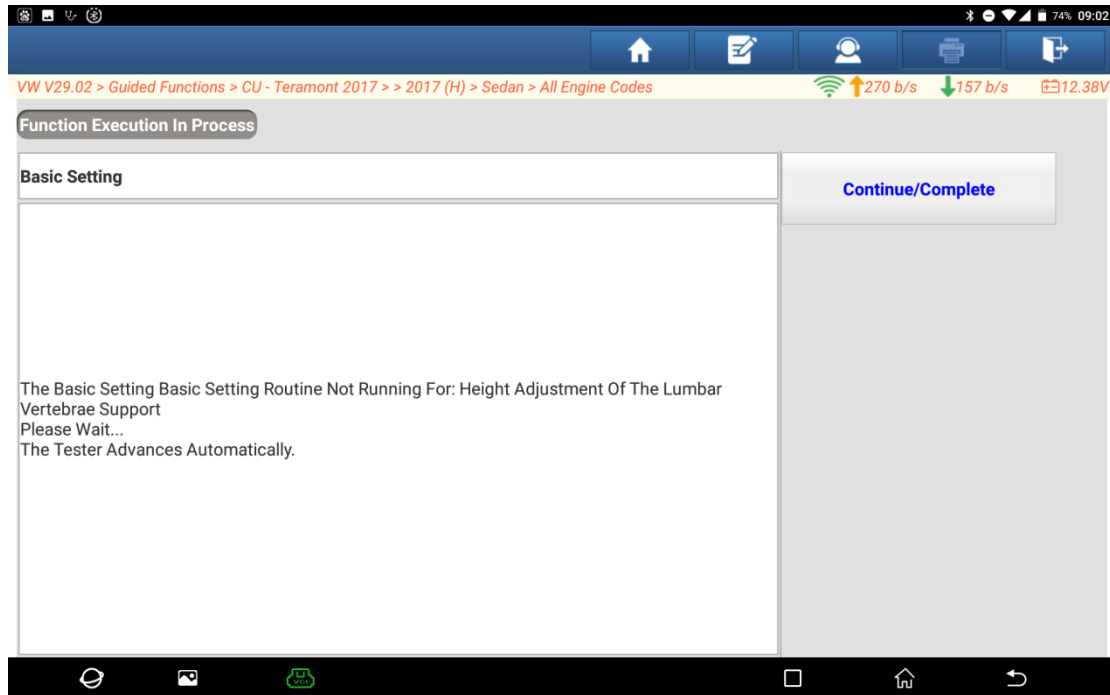 74% 09:02
VW V29.02 > Guided Functions > CU - Teramont 2017 > > 2017 (H) > Sedan > All Engine Codes
270 b/s
157 b/s
12.38V
Function Execution In Process
Basic Setting
Continue/Complete
The Basic Setting Basic Setting Routine Not Running For: Height Adjustment Of The Lumbar
Vertebrae Support
Please Wait...
The Tester Advances Automatically.
VCI